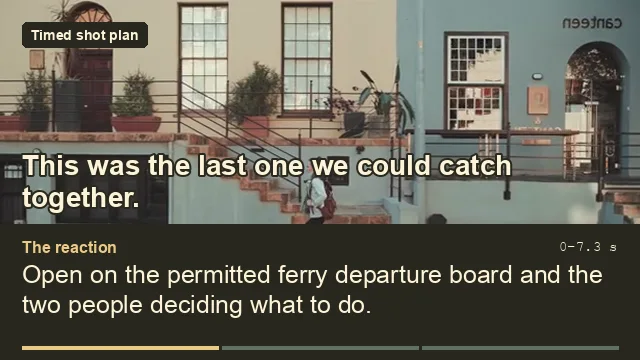 Timed shot plan
canteen
This was the last one we could catch
together.
The reaction
0–7.3 s
Open on the permitted ferry departure board and the
two people deciding what to do.